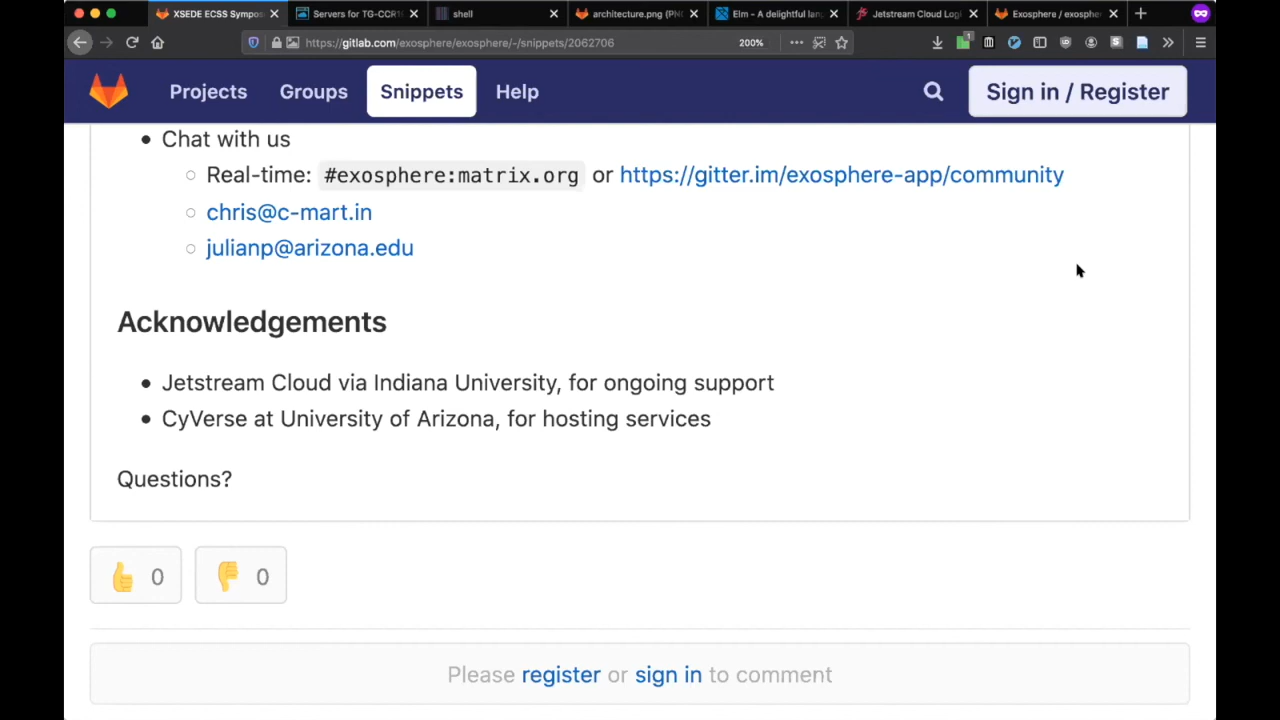 XSEDE ECSS Sympos
Servers for TG-CCR1
shell
architecture.png (PN
Elm - A delightful lan
Jetstream Cloud Logi
Exosphere / exosphe
https://gitlab.com/exosphere/exosphere/-/snippets/2062706
200%
1
Projects
Groups
Snippets
Help
Sign in / Register
• Chat with us
Real-time: #exosphere:matrix.org or https://gitter.im/exosphere-app/community
chris@c-mart.in
julianp@arizona.edu
Acknowledgements
• Jetstream Cloud via Indiana University, for ongoing support
• CyVerse at University of Arizona, for hosting services
Questions?
0
0
Please register or sign in to comment